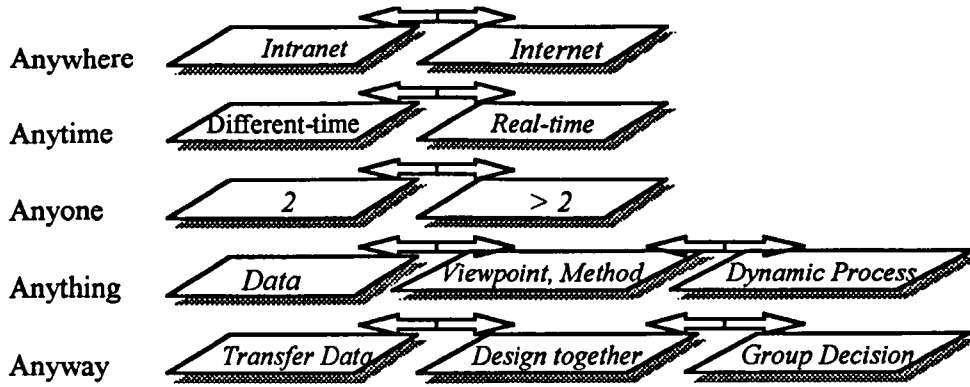 Anywhere Intranet Internet
Anytime Different-time Real-time
Anyone 2 > 2
Anything Data Viewpoint, Method Dynamic Process
Anyway Transfer Data Design together Group Decision